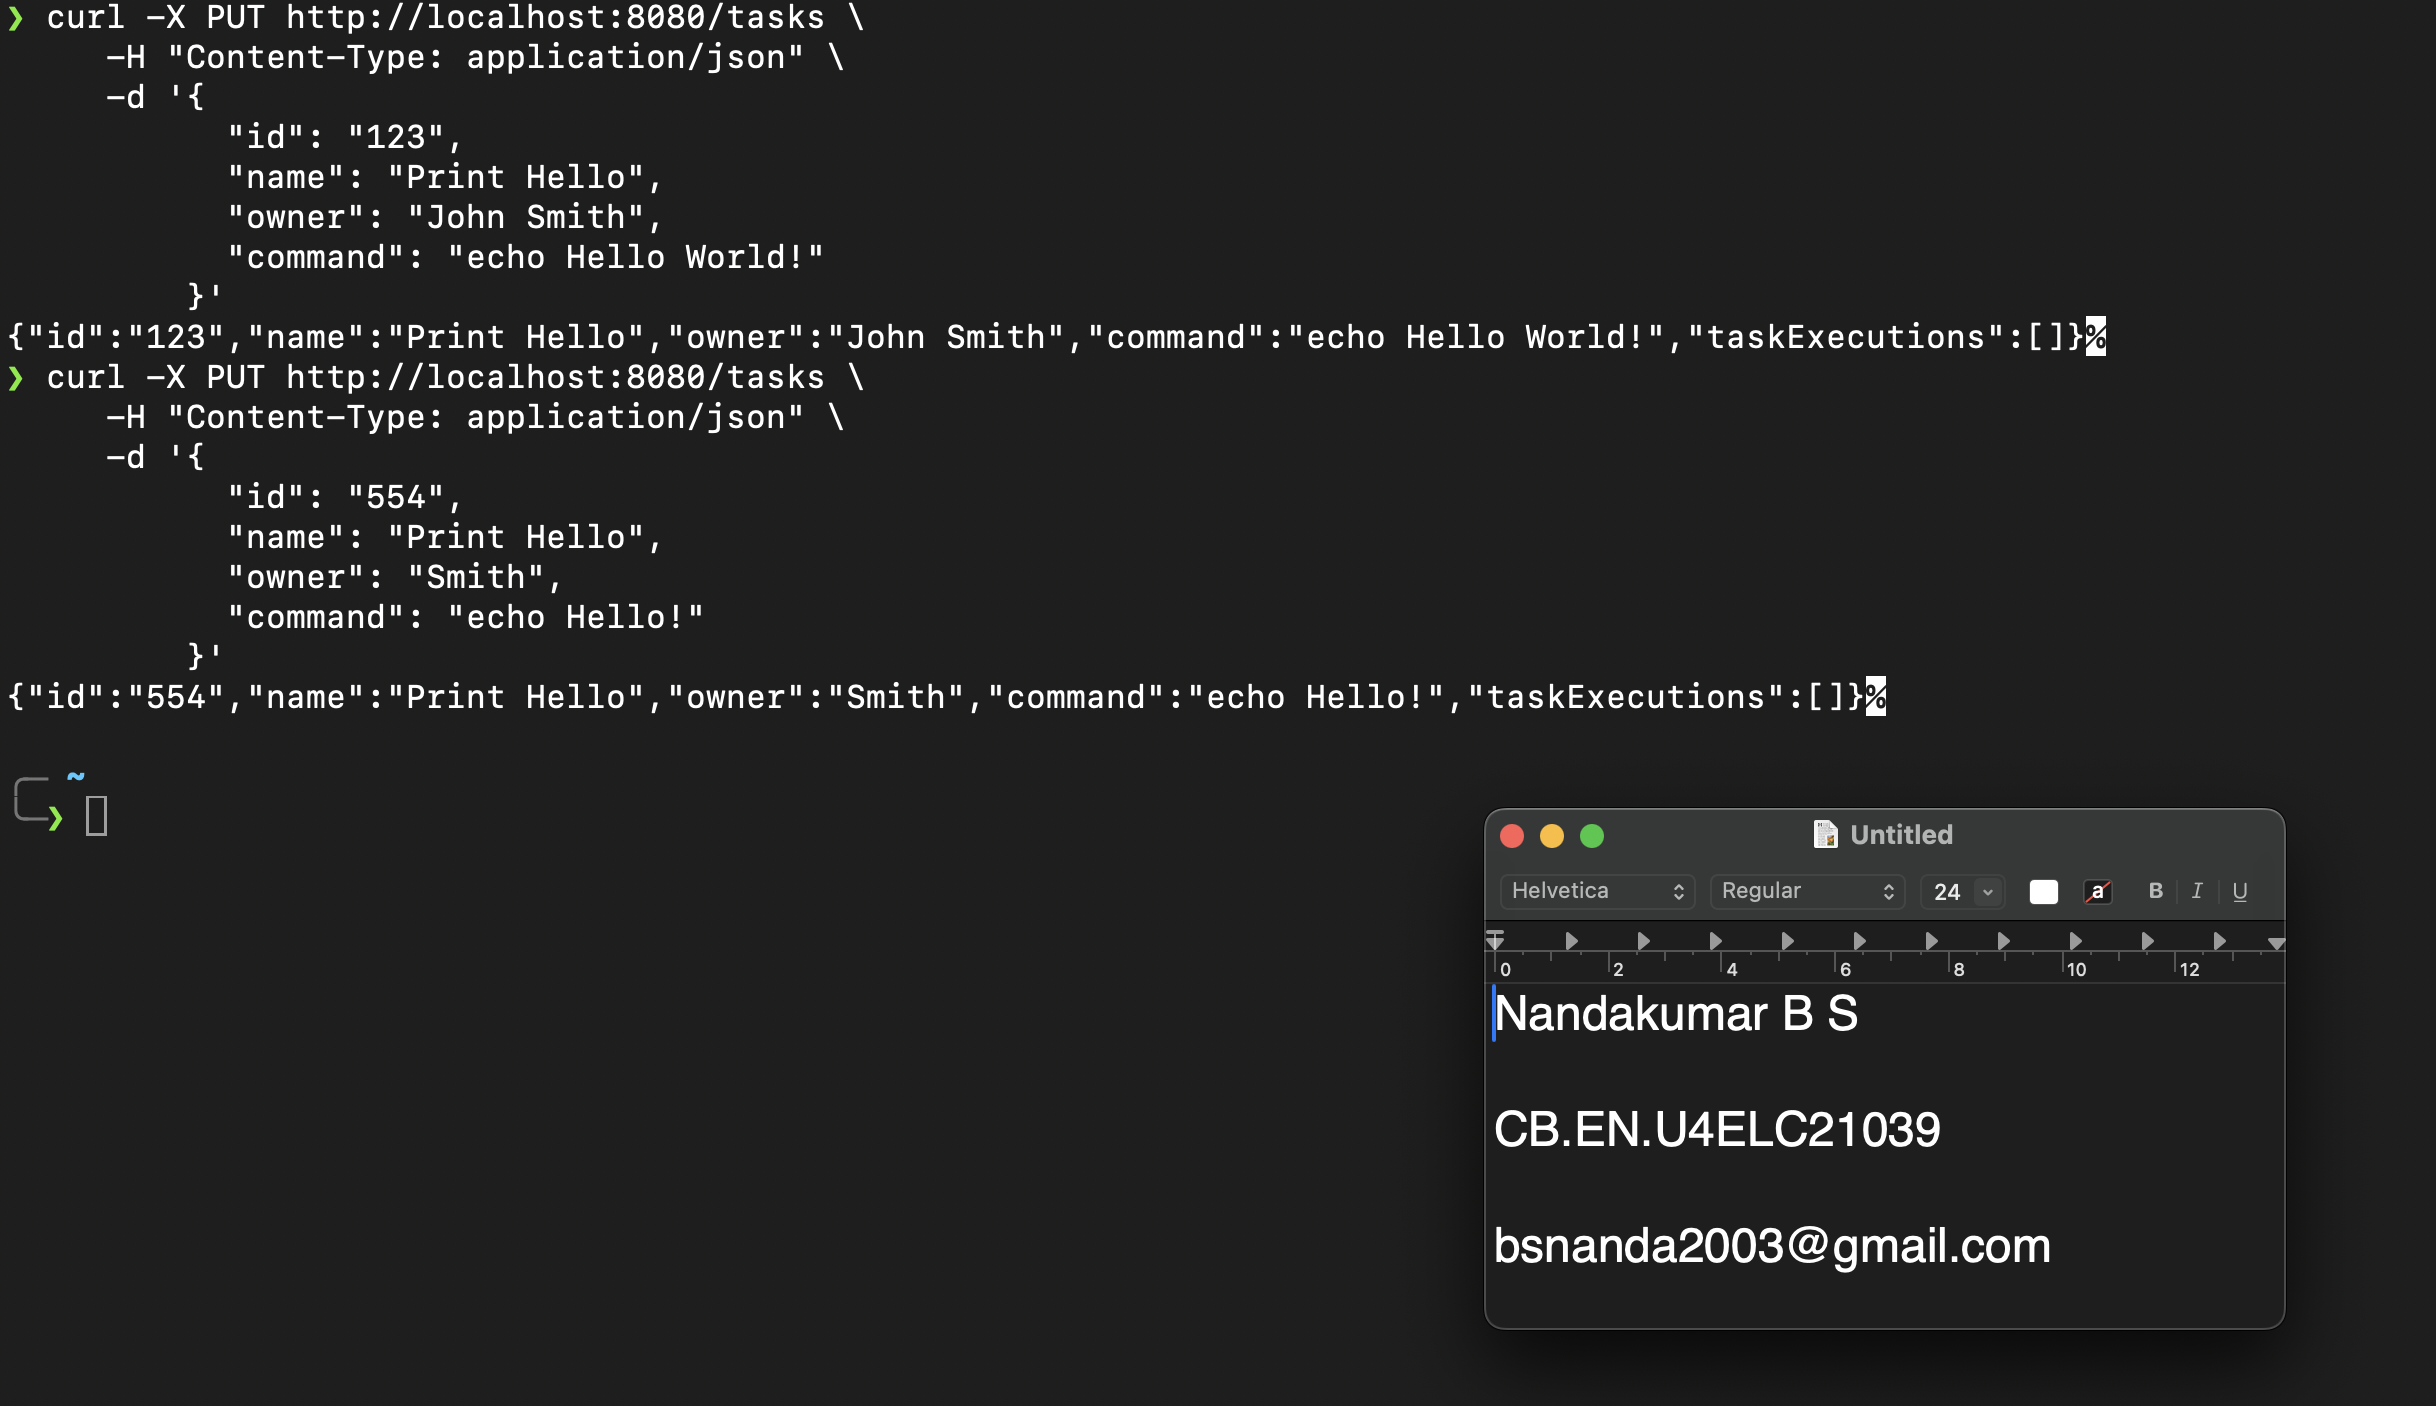 ❯ curl -X PUT http://localhost:8080/tasks \
     -H "Content-Type: application/json" \
     -d '{
           "id": "123",
           "name": "Print Hello",
           "owner": "John Smith",
           "command": "echo Hello World!"
         }'
{"id":"123","name":"Print Hello","owner":"John Smith","command":"echo Hello World!","taskExecutions":[]}%
❯ curl -X PUT http://localhost:8080/tasks \
     -H "Content-Type: application/json" \
     -d '{
           "id": "554",
           "name": "Print Hello",
           "owner": "Smith",
           "command": "echo Hello!"
         }'
{"id":"554","name":"Print Hello","owner":"Smith","command":"echo Hello!","taskExecutions":[]}%
~
❯
Untitled
Helvetica Regular 24 a B I U
0 2 4 6 8 10 12
Nandakumar B S
CB.EN.U4ELC21039
bsnanda2003@gmail.com